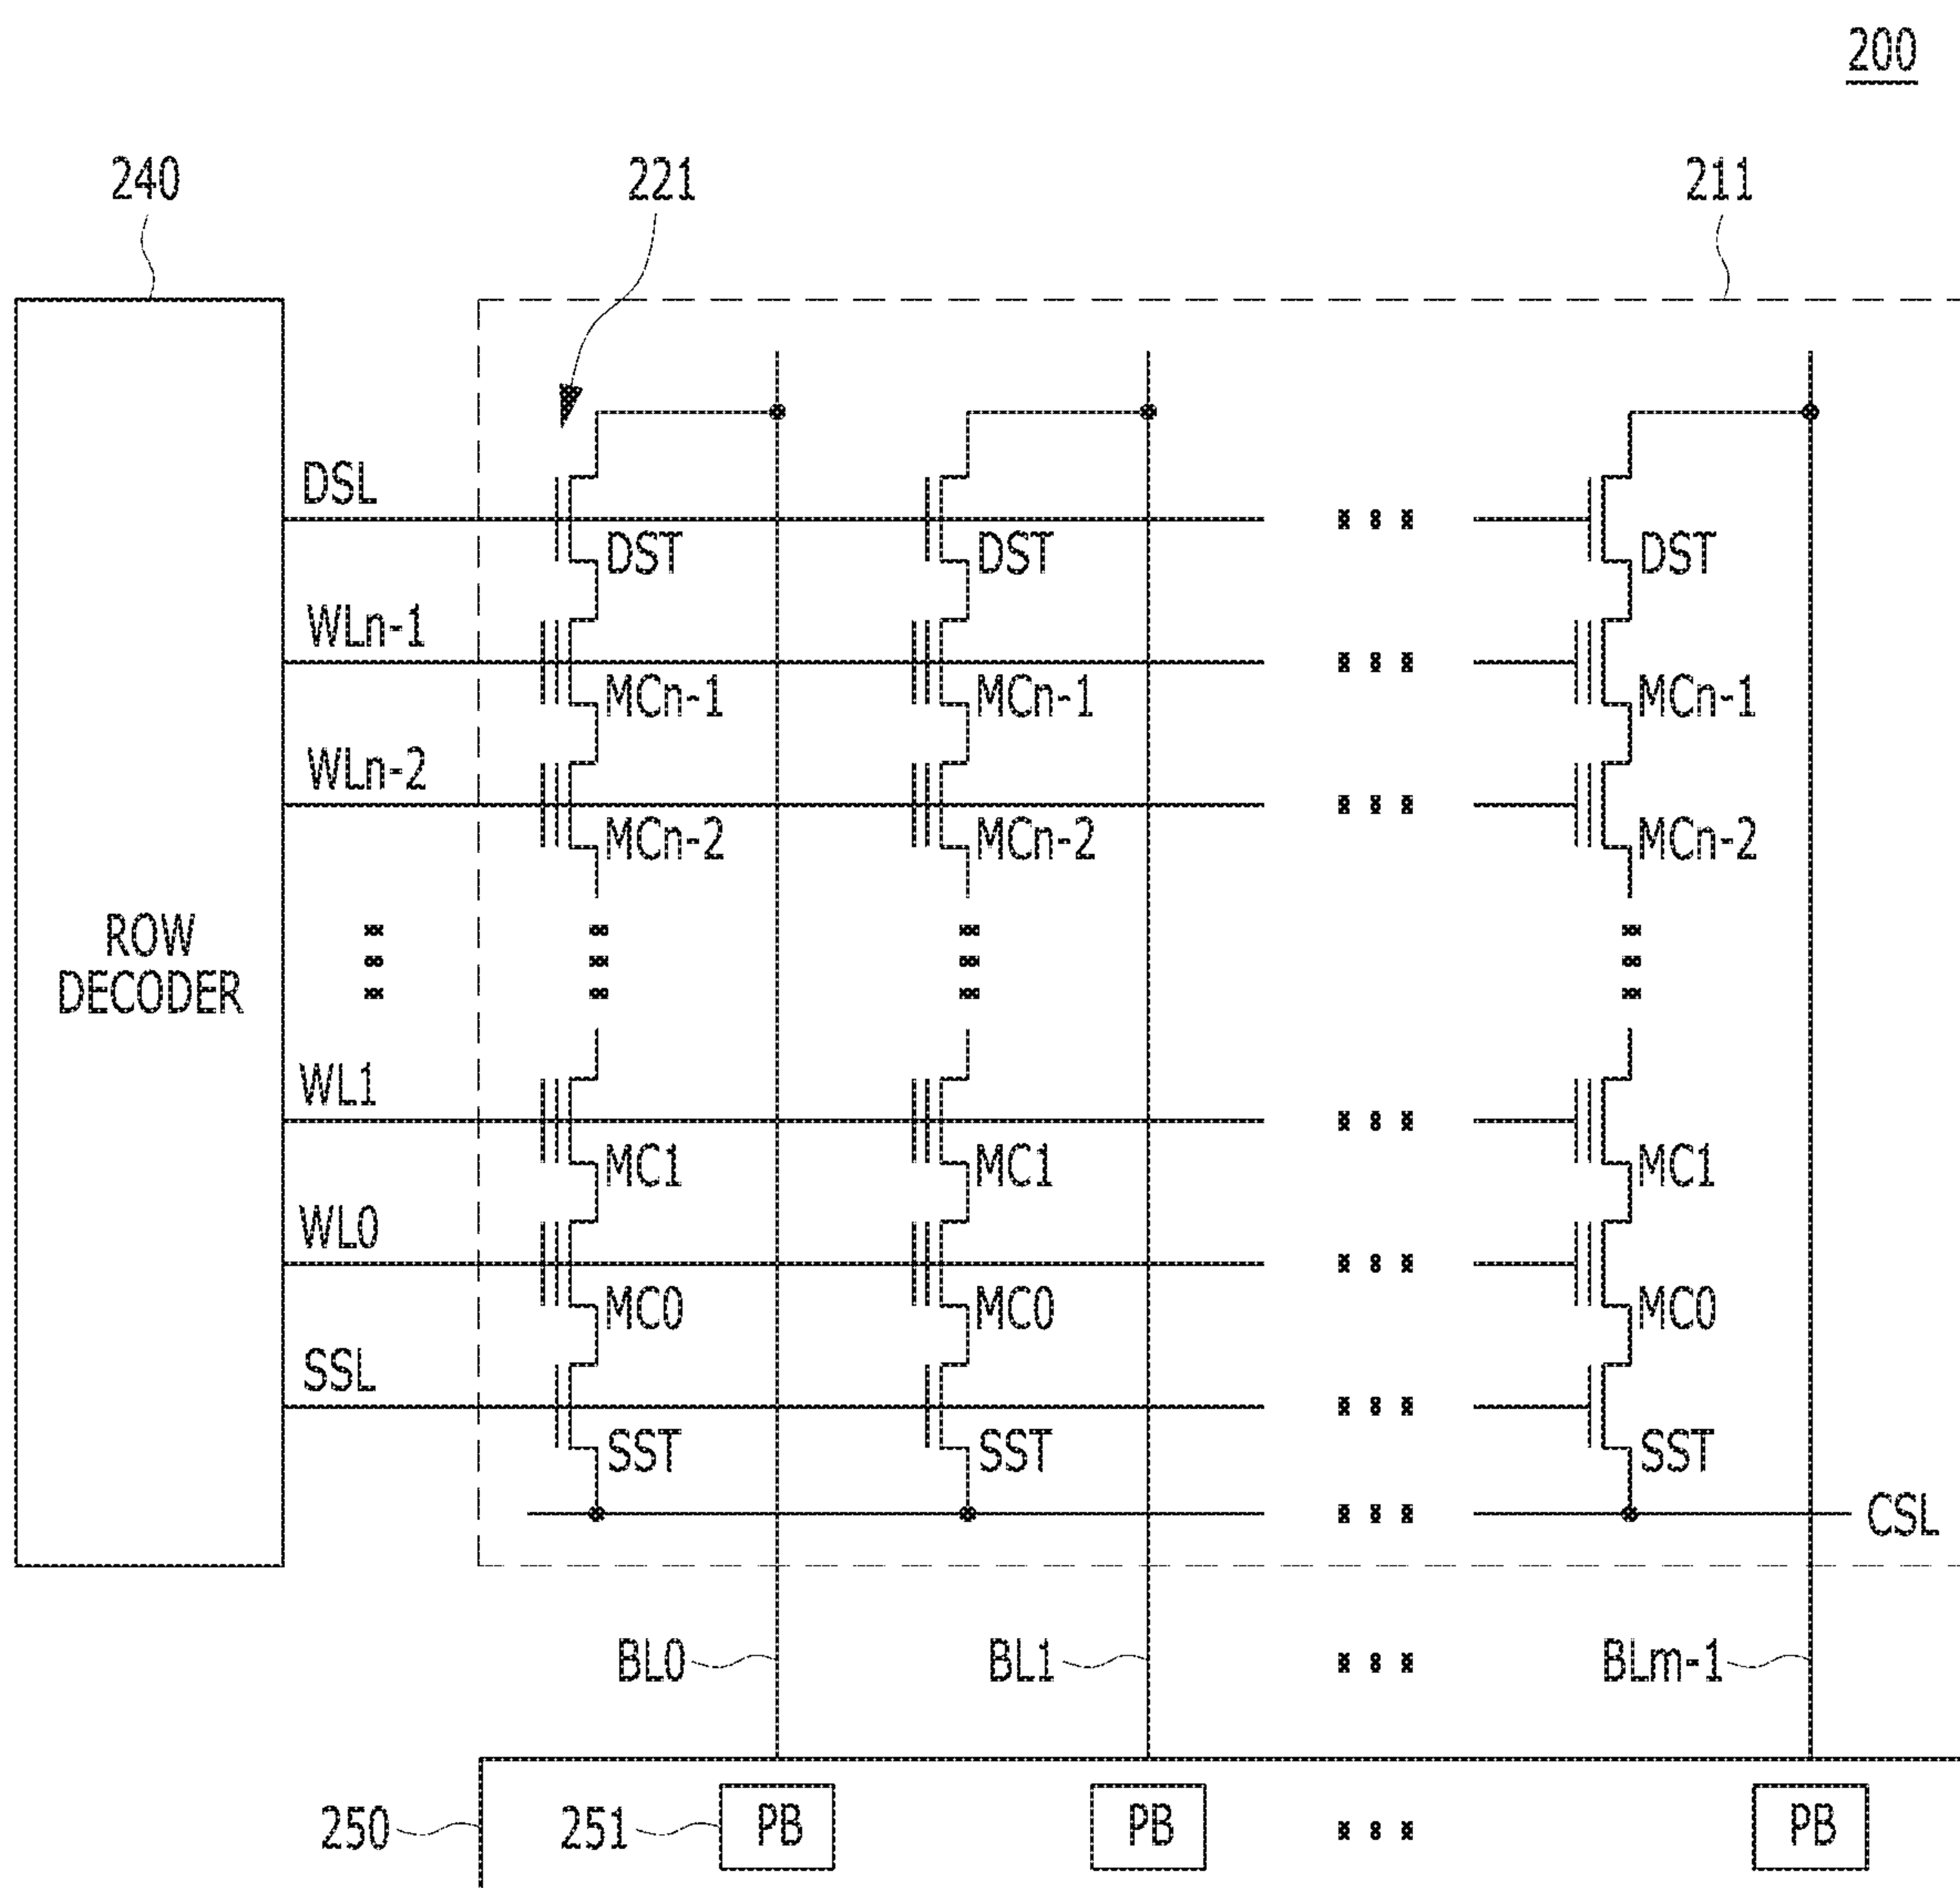 200
240
221
211
DSL
DST
DST
DST
WLn-1
MCn-1
MCn-1
MCn-1
WLn-2
MCn-2
MCn-2
MCn-2
ROW
DECODER
WL1
MC1
MC1
MC1
WL0
MC0
MC0
MC0
SSL
SST
SST
SST
CSL
BL0
BL1
BLm-1
250
251
PB
PB
PB